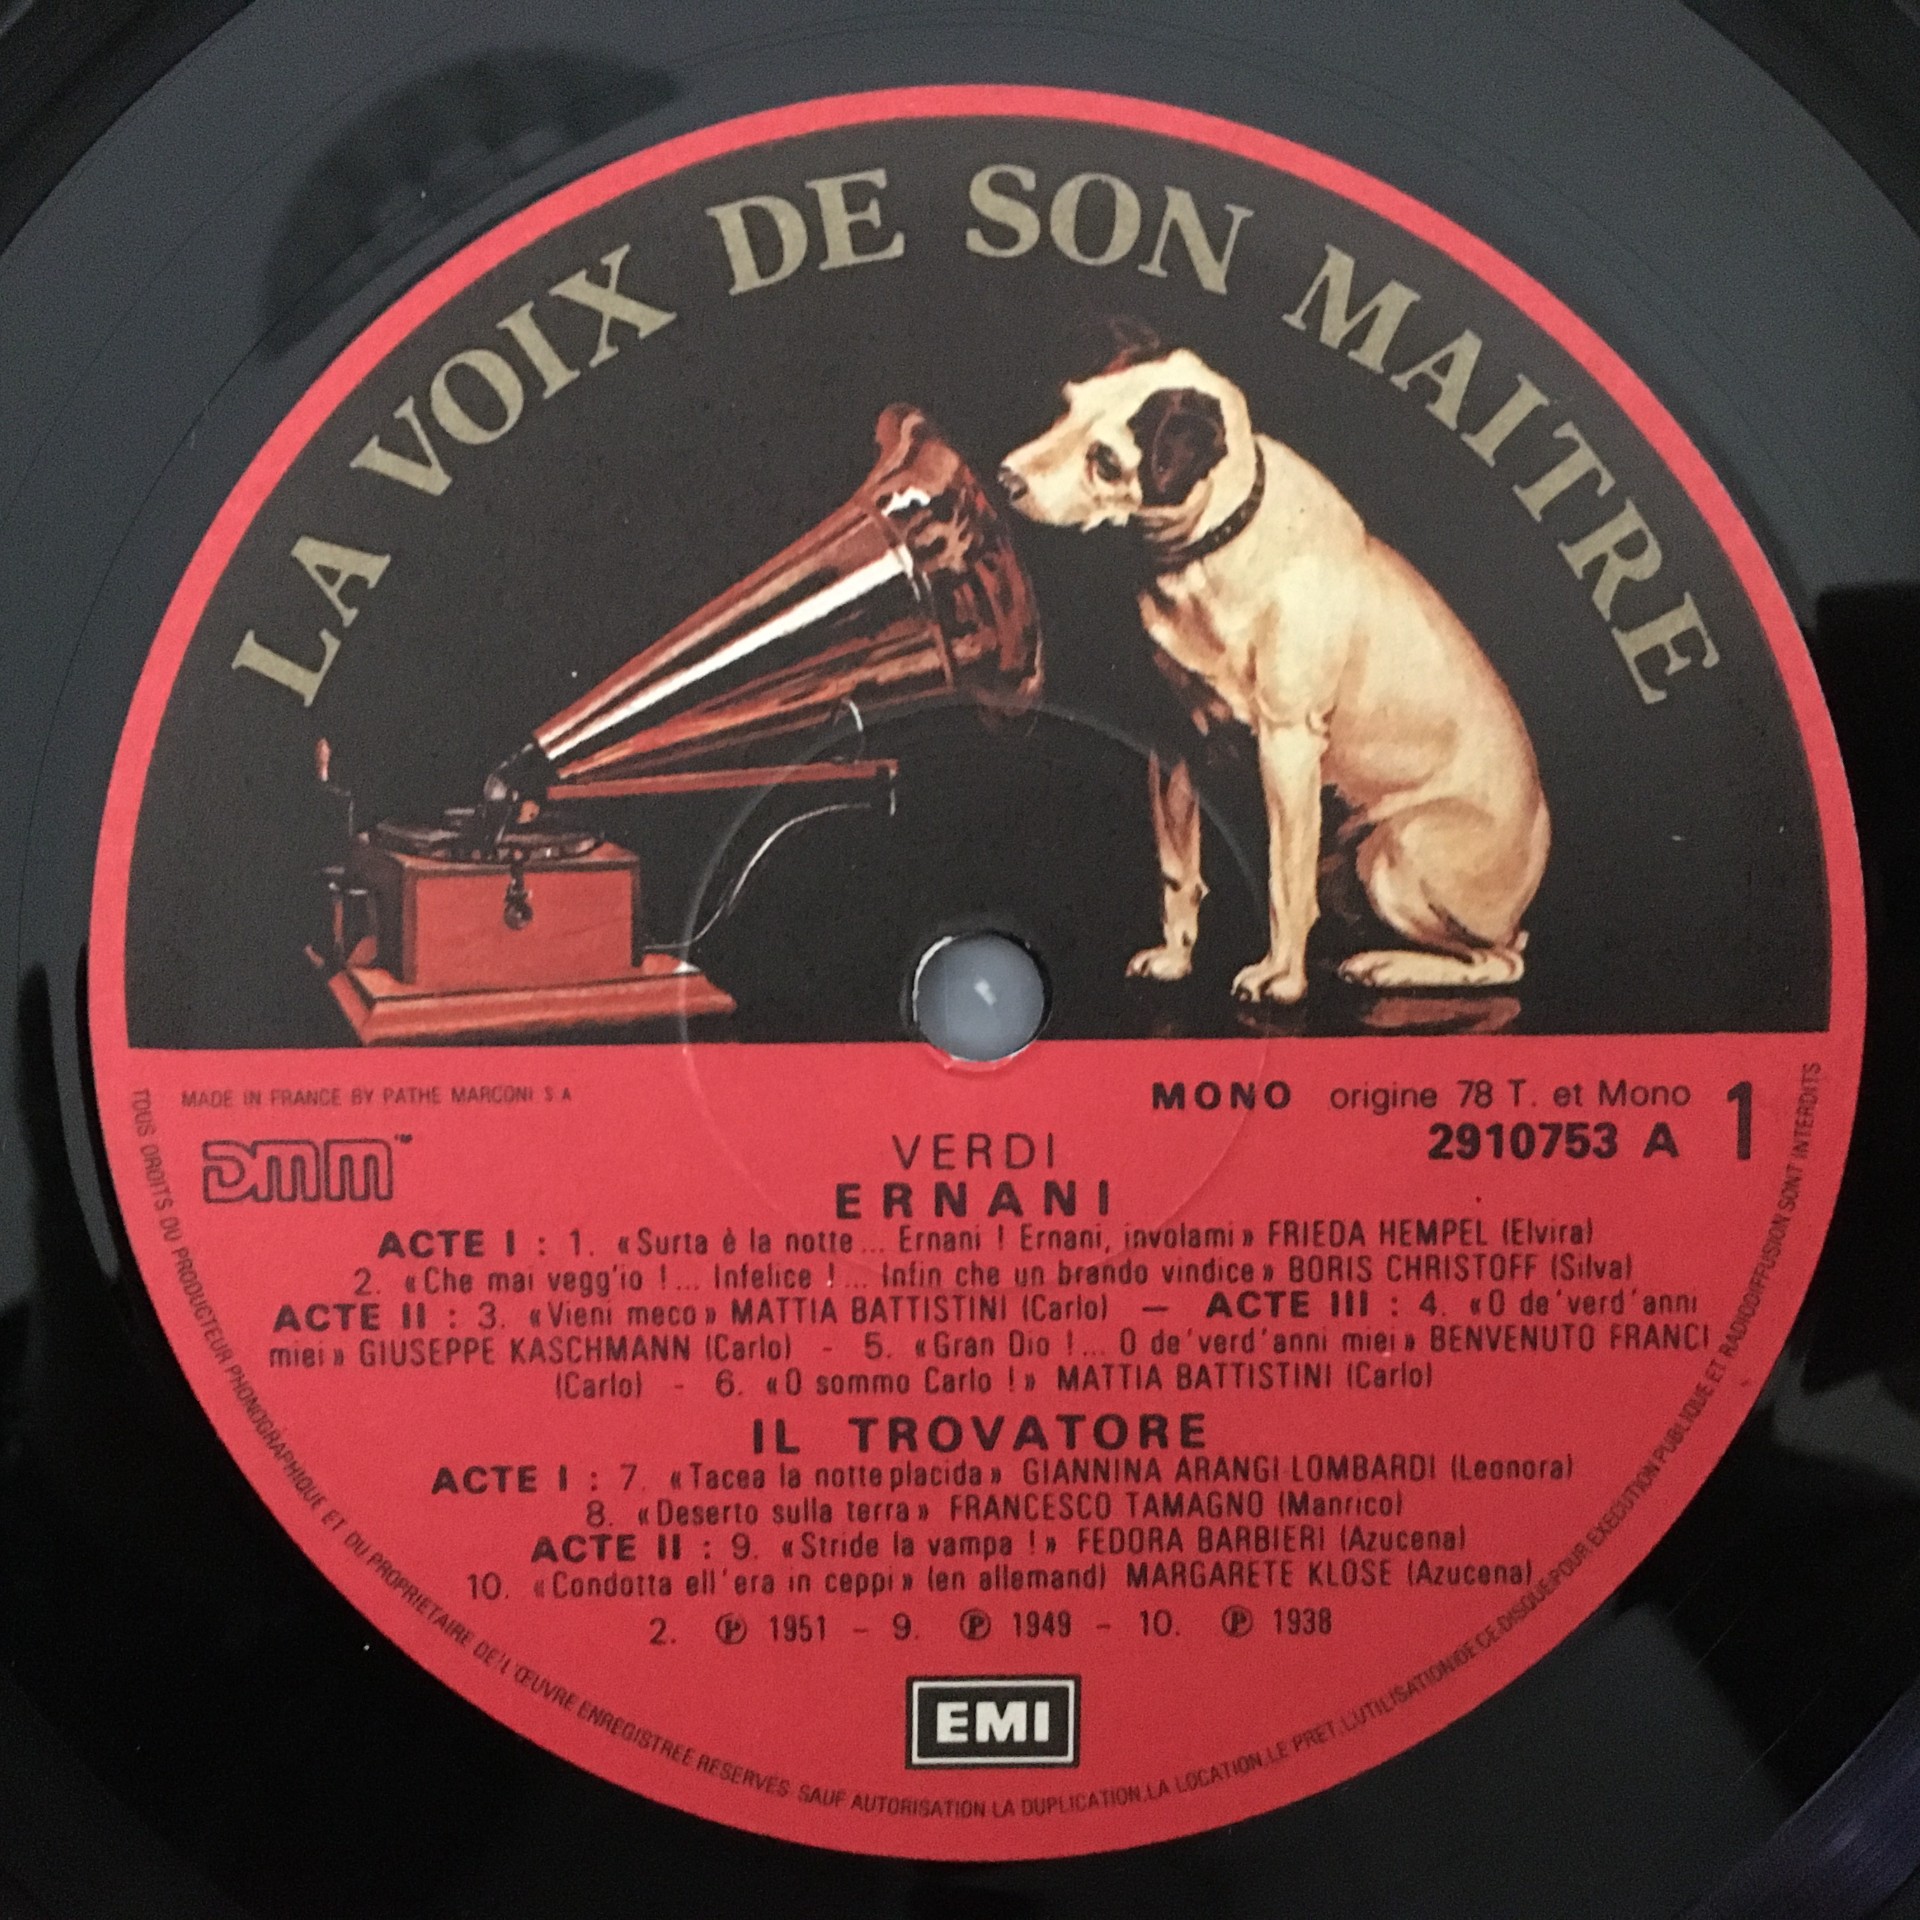 LA VOIX DE SON MAITRE
MADE IN FRANCE BY PATHE MARCONI S A
MONO origine 78 T. et Mono
1
DMM™
2910753 A
VERDI
ERNANI
ACTE I : 1. «Surta è la notte... Ernani ! Ernani, involami» FRIEDA HEMPEL (Elvira)
2. «Che mai vegg'io !... Infelice !... Infin che un brando vindice» BORIS CHRISTOFF (Silva)
ACTE II : 3. «Vieni meco» MATTIA BATTISTINI (Carlo) — ACTE III : 4. «O de'verd'anni
miei» GIUSEPPE KASCHMANN (Carlo) - 5. «Gran Dio !... O de'verd'anni miei» BENVENUTO FRANCI
(Carlo) - 6. «O sommo Carlo !» MATTIA BATTISTINI (Carlo)
IL TROVATORE
ACTE I : 7. «Tacea la notte placida» GIANNINA ARANGI LOMBARDI (Leonora)
8. «Deserto sulla terra» FRANCESCO TAMAGNO (Manrico)
ACTE II : 9. «Stride la vampa !» FEDORA BARBIERI (Azucena)
10. «Condotta ell'era in ceppi» (en allemand) MARGARETE KLOSE (Azucena)
2. ℗ 1951 - 9. ℗ 1949 - 10. ℗ 1938
EMI
TOUS DROITS DU PRODUCTEUR PHONOGRAPHIQUE ET DU PROPRIETAIRE DE L'ŒUVRE ENREGISTREE RESERVES. SAUF AUTORISATION LA DUPLICATION, LA LOCATION, LE PRET, L'UTILISATION DE CE DISQUE POUR EXECUTION PUBLIQUE ET RADIODIFFUSION SONT INTERDITS